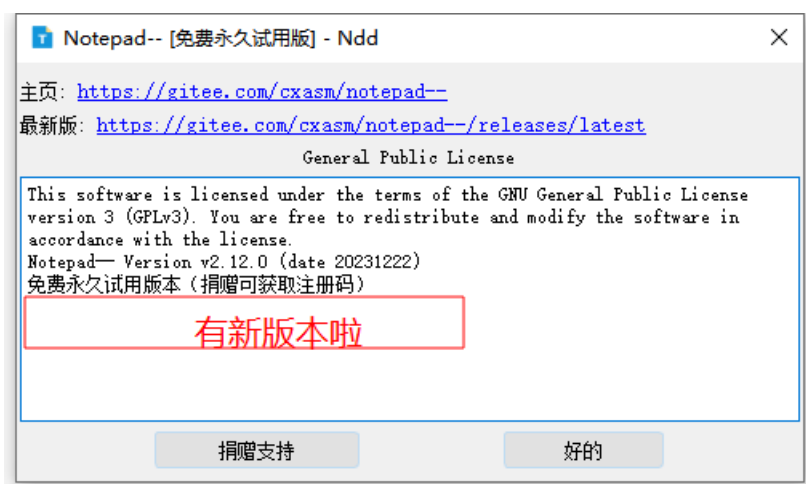 Notepad-- [免费永久试用版] - Ndd
主页: https://gitee.com/cxasm/notepad--
最新版: https://gitee.com/cxasm/notepad--/releases/latest
General Public License
This software is licensed under the terms of the GNU General Public License
version 3 (GPLv3). You are free to redistribute and modify the software in
accordance with the license.
Notepad-- Version v2.12.0 (date 20231222)
免费永久试用版本（捐赠可获取注册码）
有新版本啦
捐赠支持
好的